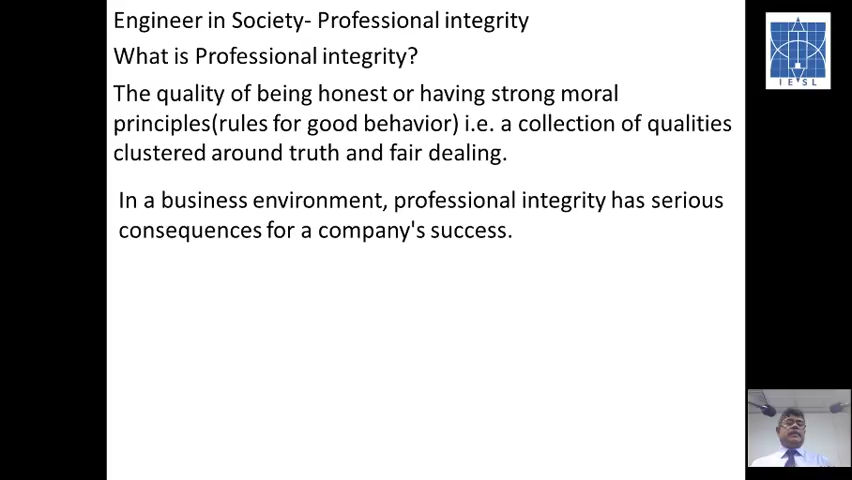 Engineer in Society- Professional integrity
What is Professional integrity?
The quality of being honest or having strong moral
principles(rules for good behavior) i.e. a collection of qualities
clustered around truth and fair dealing.
In a business environment, professional integrity has serious
consequences for a company's success.
I E S L